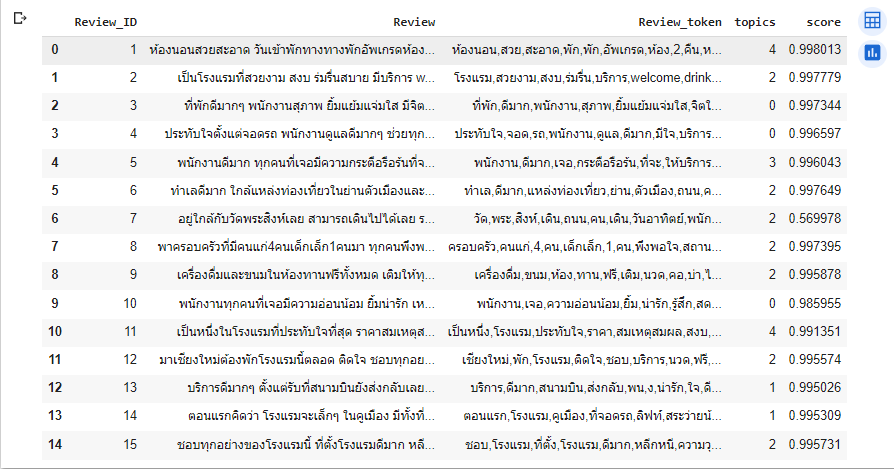 Review_ID Review Review_token topics score
0 1 ห้องนอนสวยสะอาด วันเข้าพักทางทางพักอัพเกรดห้อง... ห้องนอน,สวย,สะอาด,พัก,พัก,อัพเกรด,ห้อง,2,คืน,ห... 4 0.998013
1 2 เป็นโรงแรมที่สวยงาม สงบ ร่มรื่นสบาย มีบริการ w... โรงแรม,สวยงาม,สงบ,ร่มรื่น,บริการ,welcome,drink... 2 0.997779
2 3 ที่พักดีมากๆ พนักงานสุภาพ ยิ้มแย้มแจ่มใส มีจิต... ที่พัก,ดีมาก,พนักงาน,สุภาพ,ยิ้มแย้มแจ่มใส,จิตใ... 0 0.997344
3 4 ประทับใจตั้งแต่จอดรถ พนักงานดูแลดีมากๆ ช่วยทุก... ประทับใจ,จอด,รถ,พนักงาน,ดูแล,ดีมาก,มีใจ,บริการ... 0 0.996597
4 5 พนักงานดีมาก ทุกคนที่เจอมีความกระตือรือรันที่จ... พนักงาน,ดีมาก,เจอ,กระตือรือรัน,ที่จะ,ให้บริการ... 3 0.996043
5 6 ทำเลดีมาก ใกล้แหล่งท่องเที่ยวในย่านตัวเมืองและ... ทำเล,ดีมาก,แหล่งท่องเที่ยว,ย่าน,ตัวเมือง,ถนน,ค... 2 0.997649
6 7 อยู่ใกล้กับวัดพระสิงห์เลย สามารถเดินไปได้เลย ร... วัด,พระ,สิงห์,เดิน,ถนน,คน,เดิน,วันอาทิตย์,พนัก... 2 0.569978
7 8 พาครอบครัวที่มีคนแก่4คนเด็กเล็ก1คนมา ทุกคนพึงพ... ครอบครัว,คนแก่,4,คน,เด็กเล็ก,1,คน,พึงพอใจ,สถาน... 2 0.997395
8 9 เครื่องดื่มและขนมในห้องทานฟรีทั้งหมด เติมให้ทุ... เครื่องดื่ม,ขนม,ห้อง,ทาน,ฟรี,เติม,นวด,คอ,บ่า,ไ... 2 0.995878
9 10 พนักงานทุกคนที่เจอมีความอ่อนน้อม ยิ้มน่ารัก เห... พนักงาน,เจอ,ความอ่อนน้อม,ยิ้ม,น่ารัก,รู้สึก,สด... 0 0.985955
10 11 เป็นหนึ่งในโรงแรมที่ประทับใจที่สุด ราคาสมเหตุส... เป็นหนึ่ง,โรงแรม,ประทับใจ,ราคา,สมเหตุสมผล,สงบ,... 4 0.991351
11 12 มาเชียงใหม่ต้องพักโรงแรมนี้ตลอด ติดใจ ชอบทุกอย... เชียงใหม่,พัก,โรงแรม,ติดใจ,ชอบ,บริการ,นวด,ฟรี,... 2 0.995574
12 13 บริการดีมากๆ ตั้งแต่รับที่สนามบินยังส่งกลับเลย... บริการ,ดีมาก,สนามบิน,ส่งกลับ,พน,ง,น่ารัก,ใจ,ดี... 1 0.995026
13 14 ตอนแรกคิดว่า โรงแรมจะเล็กๆ ในคูเมือง มีทั้งที่... ตอนแรก,โรงแรม,คูเมือง,ที่จอดรถ,ลิฟท์,สระว่ายน้... 1 0.995309
14 15 ชอบทุกอย่างของโรงแรมนี้ ที่ตั้งโรงแรมดีมาก หลี... ชอบ,โรงแรม,ที่ตั้ง,โรงแรม,ดีมาก,หลีกหนี,ความวุ... 2 0.995731